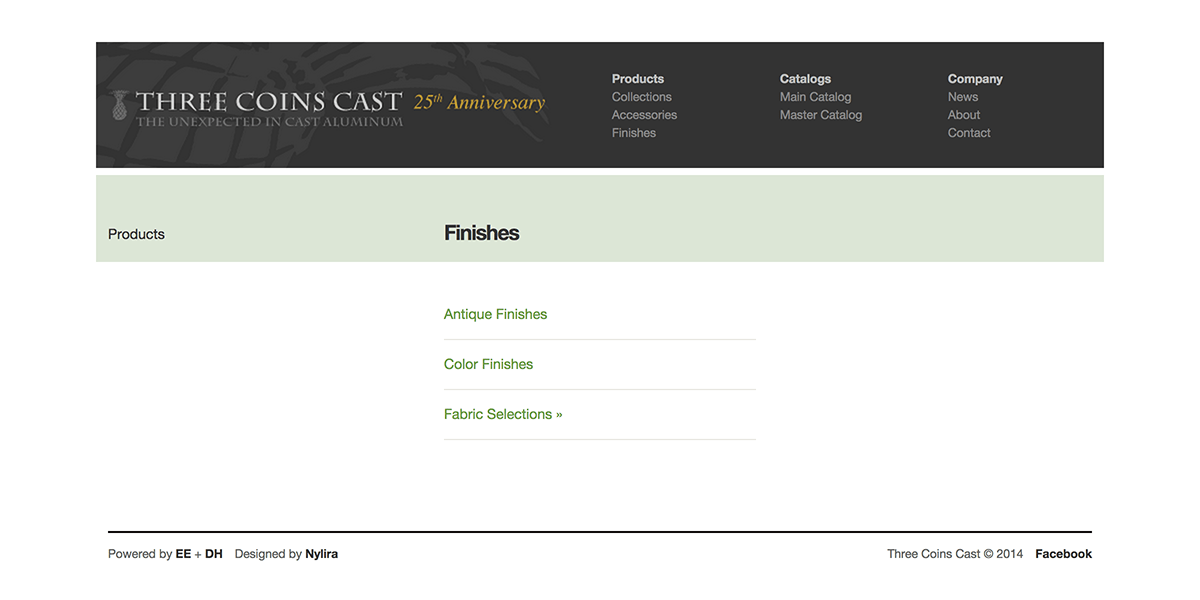 THREE COINS CAST 25th Anniversary
THE UNEXPECTED IN CAST ALUMINUM
Products
Collections
Accessories
Finishes
Catalogs
Main Catalog
Master Catalog
Company
News
About
Contact
Products
Finishes
Antique Finishes
Color Finishes
Fabric Selections »
Powered by EE + DH Designed by Nylira
Three Coins Cast © 2014 Facebook